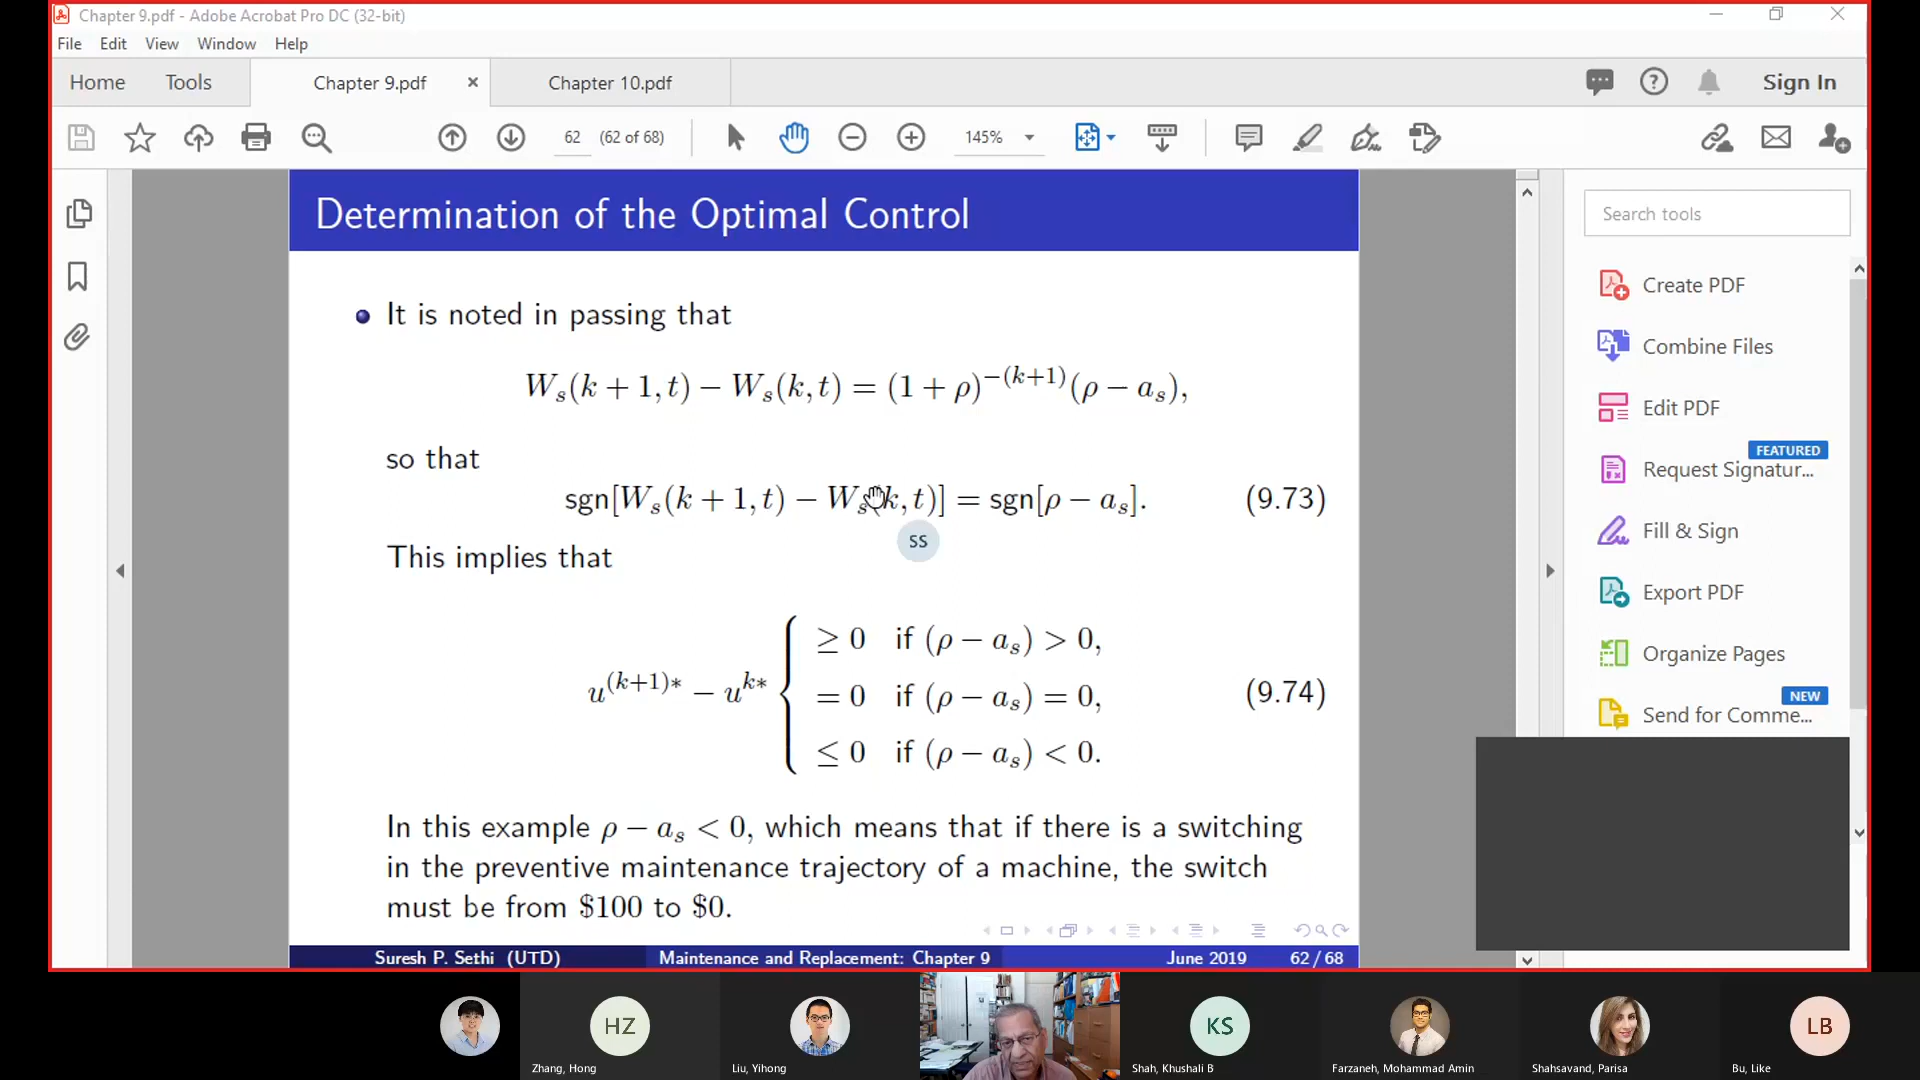 Chapter 9.pdf - Adobe Acrobat Pro DC (32-bit)
File Edit View Window Help
Home Tools Chapter 9.pdf × Chapter 10.pdf Sign In
62 (62 of 68) 145%
Search tools
Determination of the Optimal Control
It is noted in passing that
W_s(k + 1, t) − W_s(k, t) = (1 + ρ)^{−(k+1)}(ρ − a_s),
so that
sgn[W_s(k + 1, t) − W_s(k, t)] = sgn[ρ − a_s]. (9.73)
SS
This implies that
u^{(k+1)*} − u^{k*} {
≥ 0 if (ρ − a_s) > 0,
= 0 if (ρ − a_s) = 0, (9.74)
≤ 0 if (ρ − a_s) < 0.
In this example ρ − a_s < 0, which means that if there is a switching
in the preventive maintenance trajectory of a machine, the switch
must be from $100 to $0.
Suresh P. Sethi (UTD) Maintenance and Replacement: Chapter 9 June 2019 62 / 68
Create PDF
Combine Files
Edit PDF
FEATURED
Request Signatur...
Fill & Sign
Export PDF
Organize Pages
NEW
Send for Comme...
HZ KS LB
Zhang, Hong Liu, Yihong Shah, Khushali B Farzaneh, Mohammad Amin Shahsavand, Parisa Bu, Like